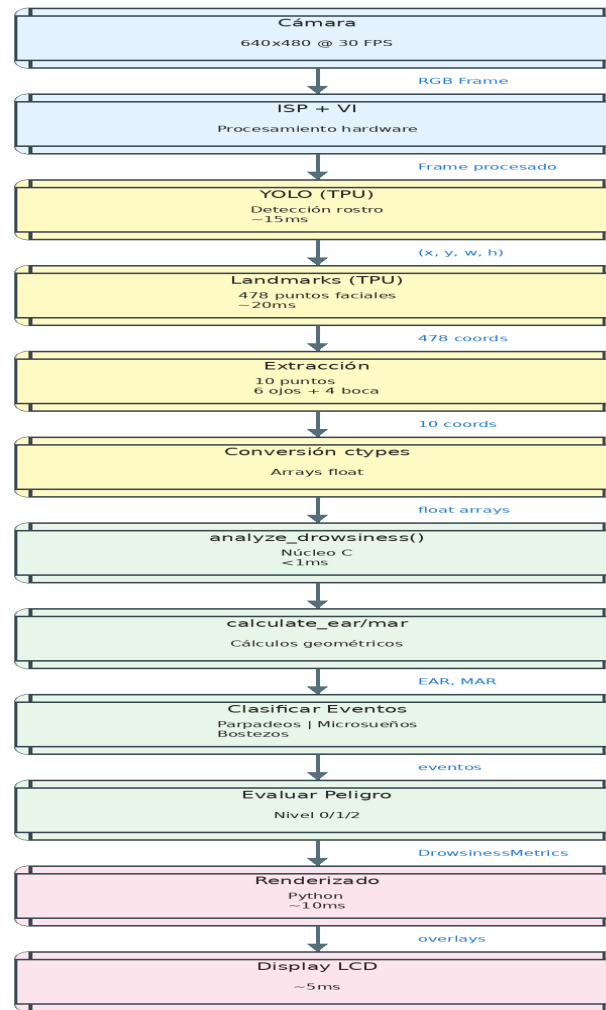 Cámara
640x480 @ 30 FPS
RGB Frame
ISP + VI
Procesamiento hardware
Frame procesado
YOLO (TPU)
Detección rostro
~15ms
(x, y, w, h)
Landmarks (TPU)
478 puntos faciales
~20ms
478 coords
Extracción
10 puntos
6 ojos + 4 boca
10 coords
Conversión ctypes
Arrays float
float arrays
analyze_drowsiness()
Núcleo C
<1ms
calculate_ear/mar
Cálculos geométricos
EAR, MAR
Clasificar Eventos
Parpadeos | Microsueños
Bostezos
eventos
Evaluar Peligro
Nivel 0/1/2
DrowsinessMetrics
Renderizado
Python
~10ms
overlays
Display LCD
~5ms